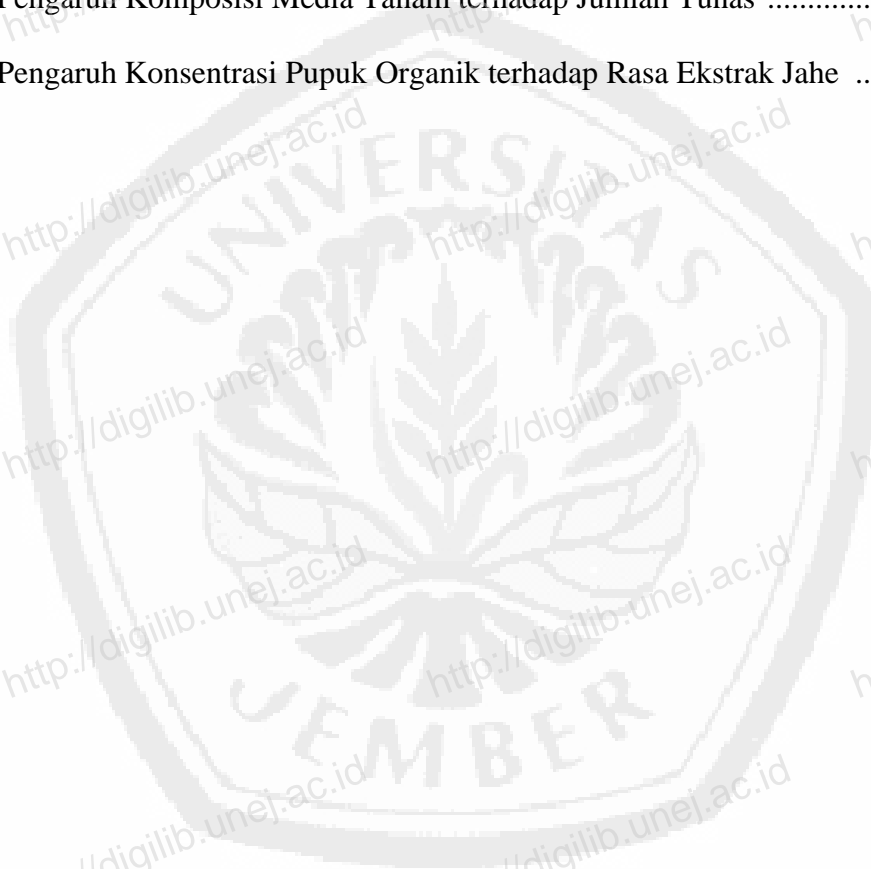 Pengaruh Komposisi Media Tanam terhadap Jumlah Tunas .............
Pengaruh Konsentrasi Pupuk Organik terhadap Rasa Ekstrak Jahe ..
http://digilib.unej.ac.id http://digilib.unej.ac.id
UNIVERSITAS
http://digilib.unej.ac.id http://digilib.unej.ac.id
http://digilib.unej.ac.id http://digilib.unej.ac.id
JEMBER
//digilib.unej.ac.id //digilib.unej.ac.id